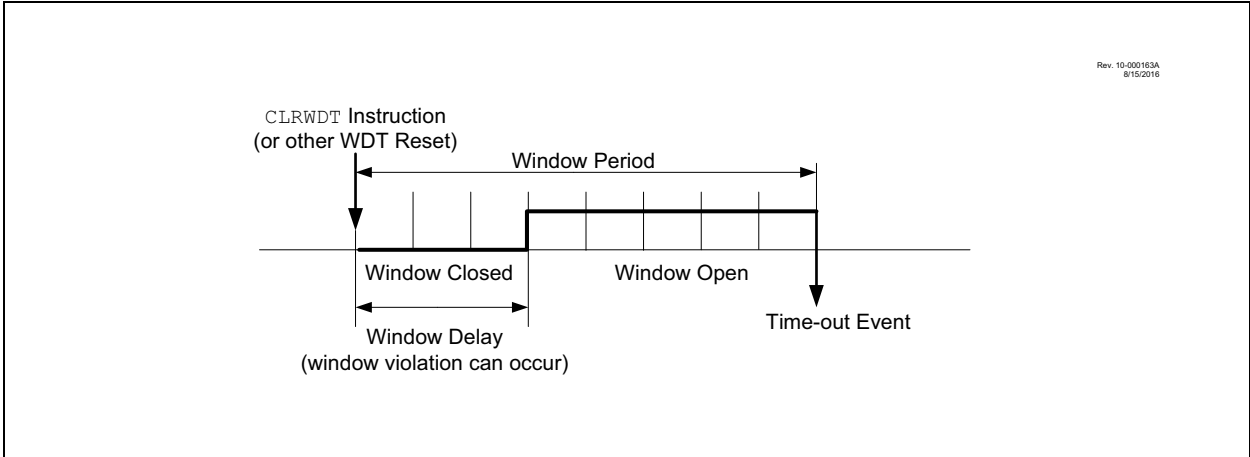 Rev. 10-000163A
8/15/2016
CLRWDT Instruction
(or other WDT Reset)
Window Period
Window Closed
Window Open
Window Delay
(window violation can occur)
Time-out Event